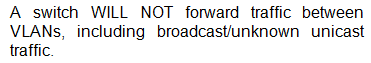 A switch WILL NOT forward traffic between
VLANs, including broadcast/unknown unicast
traffic.